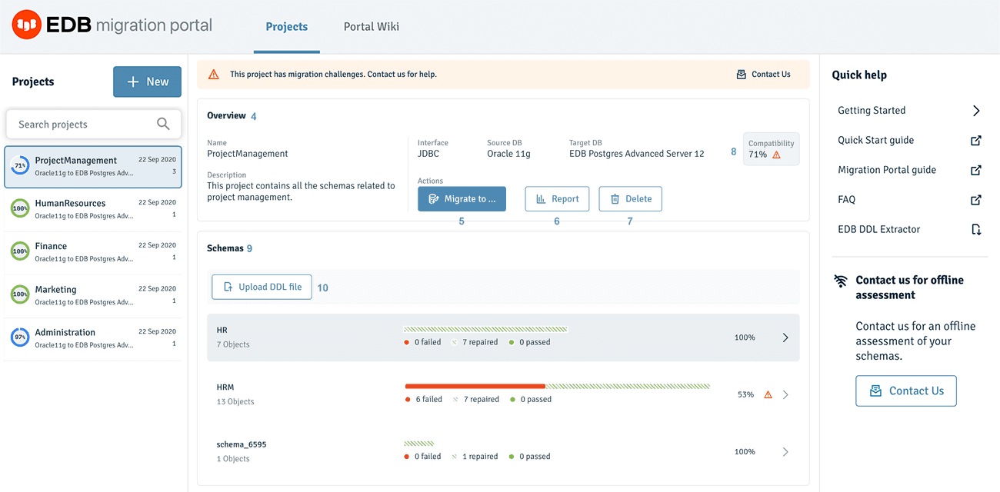 EDB migration portal
Projects
Portal Wiki
Projects
+ New
Search projects
71%
ProjectManagement
22 Sep 2020
Oracle11g to EDB Postgres Adv...
3
100%
HumanResources
22 Sep 2020
Oracle11g to EDB Postgres Adv...
1
100%
Finance
22 Sep 2020
Oracle11g to EDB Postgres Adv...
1
100%
Marketing
22 Sep 2020
Oracle11g to EDB Postgres Adv...
1
97%
Administration
22 Sep 2020
Oracle11g to EDB Postgres Adv...
1
This project has migration challenges. Contact us for help.
Contact Us
Overview 4
Name
ProjectManagement
Description
This project contains all the schemas related to
project management.
Interface
JDBC
Source DB
Oracle 11g
Target DB
EDB Postgres Advanced Server 12
8
Compatibility
71%
Actions
Migrate to ...
Report
Delete
5
6
7
Schemas 9
Upload DDL file
10
HR
7 Objects
0 failed 7 repaired 0 passed
100%
HRM
13 Objects
6 failed 7 repaired 0 passed
53%
schema_6595
1 Objects
0 failed 1 repaired 0 passed
100%
Quick help
Getting Started
Quick Start guide
Migration Portal guide
FAQ
EDB DDL Extractor
Contact us for offline
assessment
Contact us for an offline
assessment of your
schemas.
Contact Us